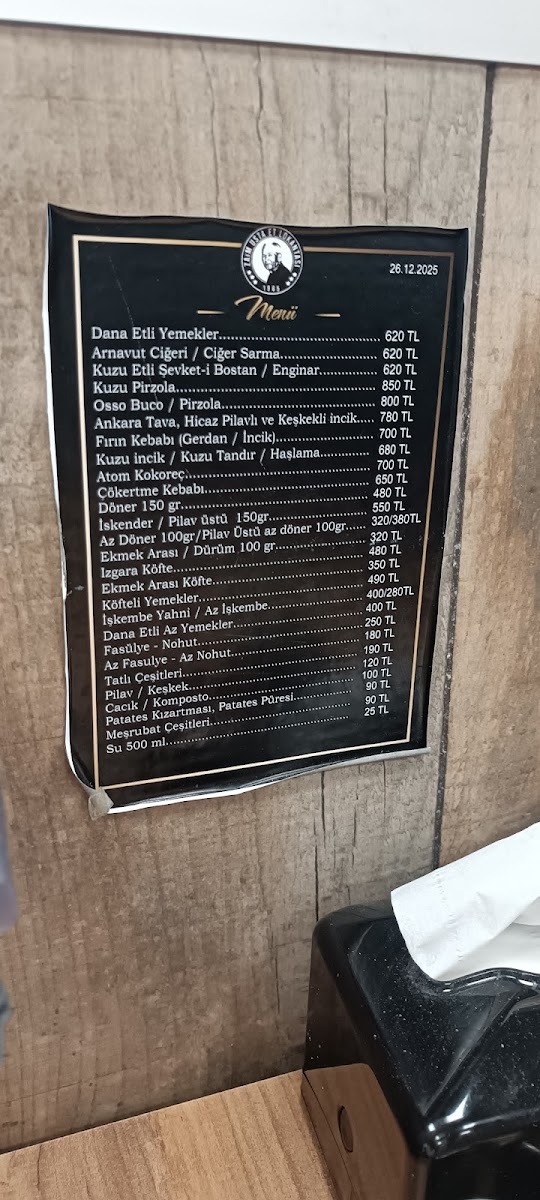 ZAİM USTA ET LOKANTASI
26.12.2025
Menü
Dana Etli Yemekler 620 TL
Arnavut Ciğeri / Ciğer Sarma 620 TL
Kuzu Etli Şevket-i Bostan / Enginar 620 TL
Kuzu Pirzola 850 TL
Osso Buco / Pirzola 800 TL
Ankara Tava, Hicaz Pilavlı ve Keşkekli incik 780 TL
Fırın Kebabı (Gerdan / İncik) 700 TL
Kuzu incik / Kuzu Tandır / Haşlama 680 TL
Atom Kokoreç 700 TL
Çökertme Kebabı 650 TL
Döner 150 gr 480 TL
İskender / Pilav üstü 150gr 550 TL
Az Döner 100gr/Pilav Üstü az döner 100gr 320/380TL
Ekmek Arası / Dürüm 100 gr 320 TL
Izgara Köfte 480 TL
Ekmek Arası Köfte 350 TL
Köfteli Yemekler 490 TL
İşkembe Yahni / Az İşkembe 400/280TL
Dana Etli Az Yemekler 400 TL
Fasülye - Nohut 250 TL
Az Fasulye - Az Nohut 180 TL
Tatlı Çeşitleri 190 TL
Pilav / Keşkek 120 TL
Cacık / Komposto 100 TL
Patates Kızartması, Patates Püresi 90 TL
Meşrubat Çeşitleri 90 TL
Su 500 ml 25 TL